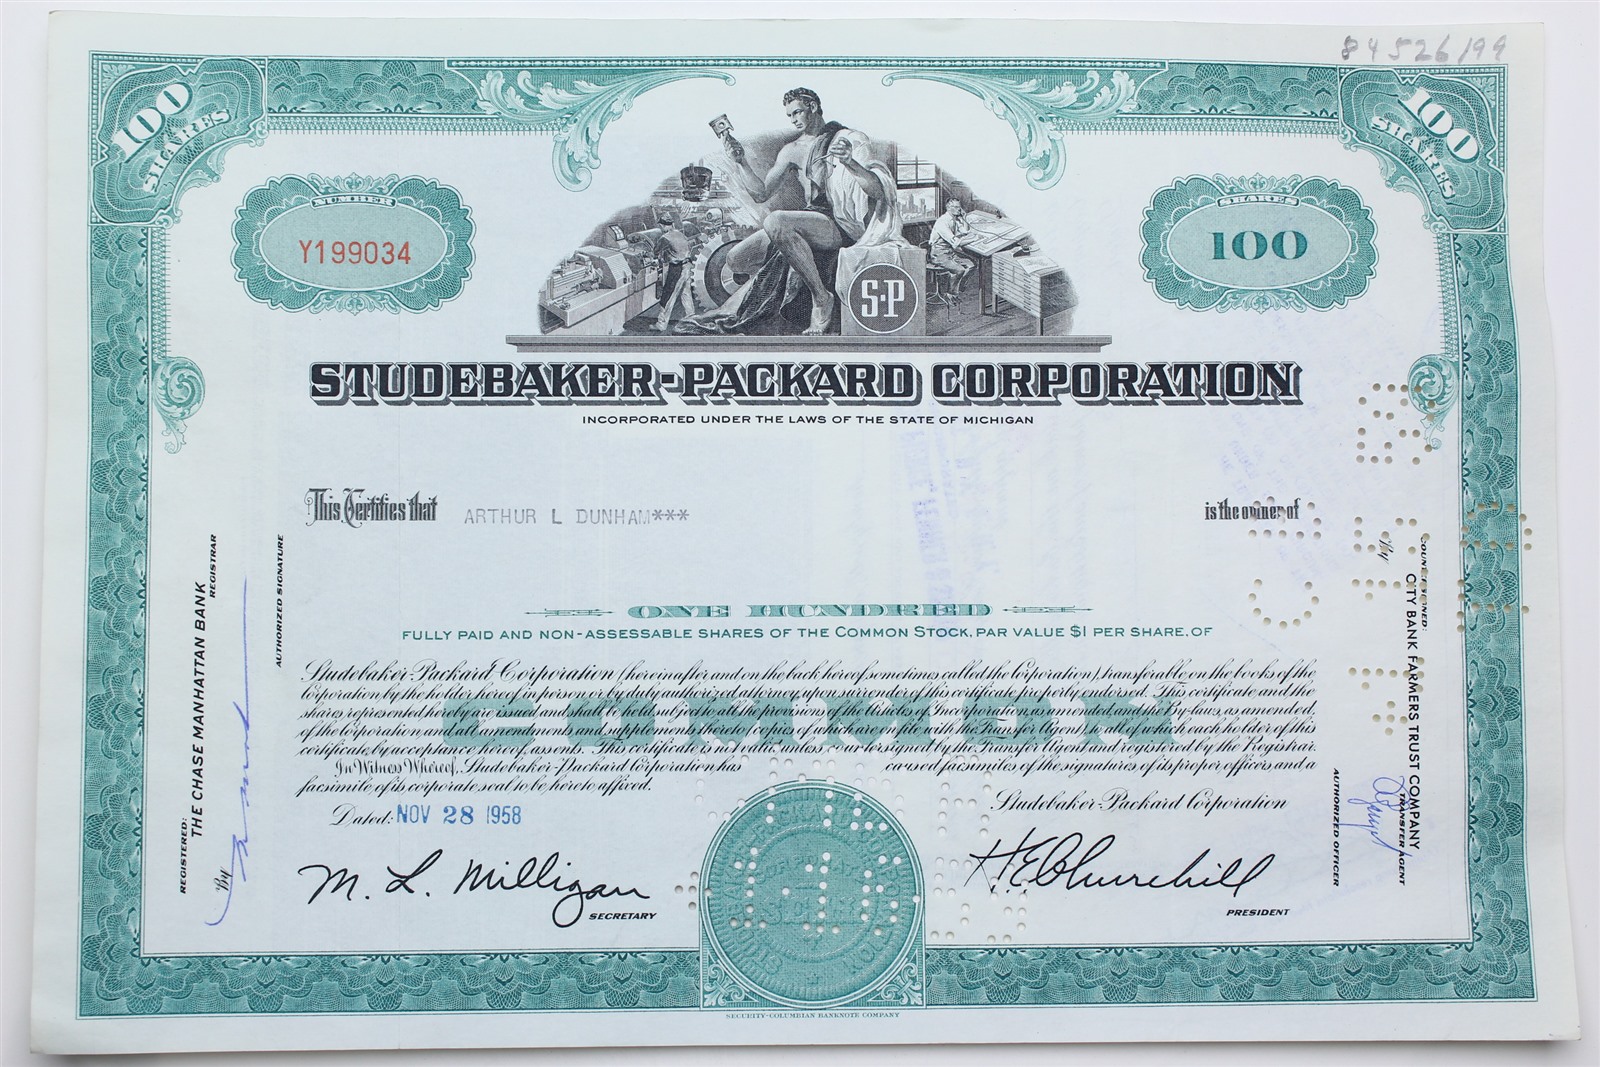 84526/99
100 SHARES
100 SHARES
NUMBER
Y199034
SHARES
100
S·P
STUDEBAKER-PACKARD CORPORATION
INCORPORATED UNDER THE LAWS OF THE STATE OF MICHIGAN
This Certifies that ARTHUR L DUNHAM*** is the owner of
ONE HUNDRED
FULLY PAID AND NON-ASSESSABLE SHARES OF THE COMMON STOCK, PAR VALUE $1 PER SHARE, OF
COMMON
Studebaker-Packard Corporation (hereinafter and on the back hereof sometimes called the Corporation), transferable on the books of the
Corporation by the holder hereof in person or by duly authorized attorney, upon surrender of this certificate properly endorsed. This certificate and the
shares represented hereby are issued and shall be held subject to all the provisions of the Articles of Incorporation, as amended, and the By-laws, as amended,
of the Corporation and all amendments and supplements thereto (copies of which are on file with the Transfer Agent), to all of which each holder of this
certificate, by acceptance hereof, assents. This certificate is not valid unless countersigned by the Transfer Agent and registered by the Registrar.
In Witness Whereof, Studebaker-Packard Corporation has caused facsimiles of the signatures of its proper officers and a
facsimile of its corporate seal to be hereto affixed.
Dated: NOV 28 1958
Studebaker-Packard Corporation
M. L. Milligan
SECRETARY
H.E. Churchill
PRESIDENT
REGISTERED:
THE CHASE MANHATTAN BANK
REGISTRAR
By
AUTHORIZED SIGNATURE
COUNTERSIGNED:
CITY BANK FARMERS TRUST COMPANY
TRANSFER AGENT
By
AUTHORIZED OFFICER
SECURITY-COLUMBIAN BANKNOTE COMPANY